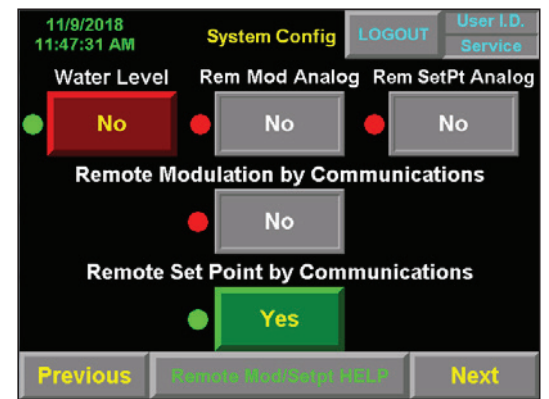 11/9/2018
11:47:31 AM
System Config
LOGOUT
User I.D.
Service
Water Level
Rem Mod Analog
Rem SetPt Analog
No
No
No
Remote Modulation by Communications
No
Remote Set Point by Communications
Yes
Previous
Remote Mod/Setpt HELP
Next